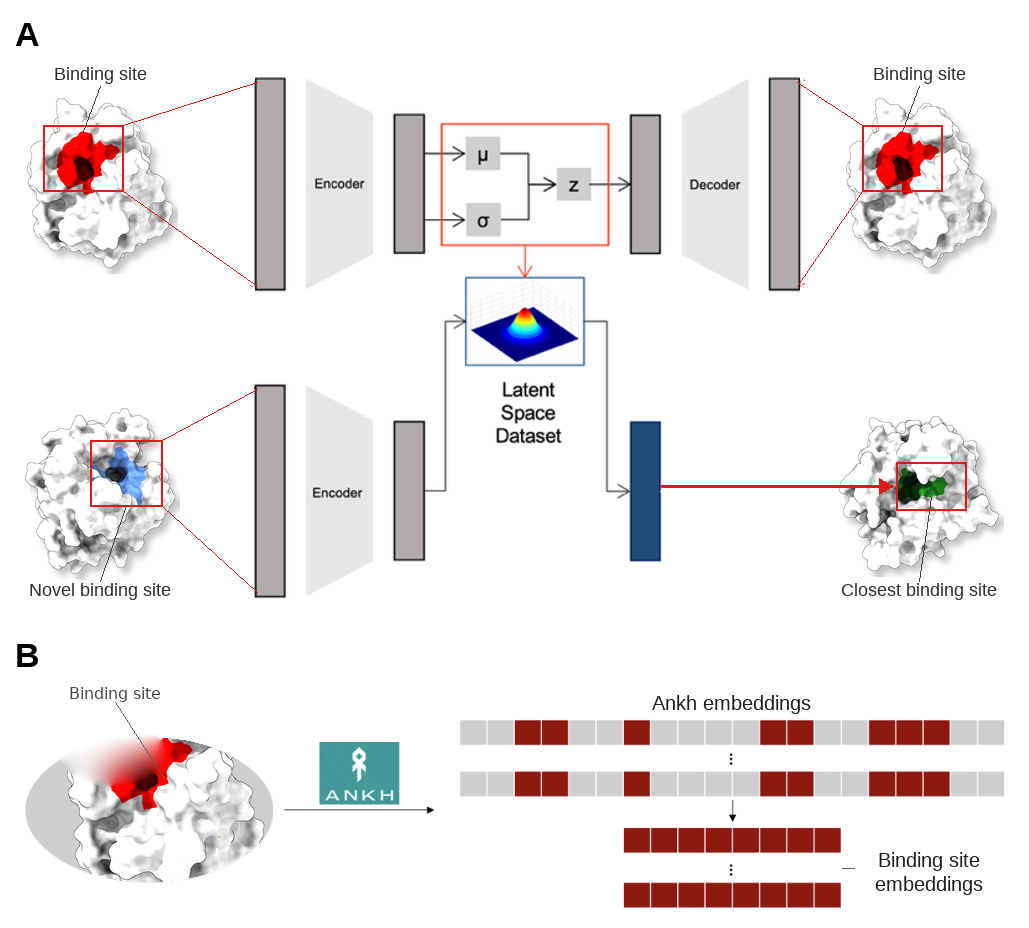 A
Binding site
Binding site
Encoder
μ
σ
z
Decoder
Latent
Space
Dataset
Encoder
Novel binding site
Closest binding site
B
Binding site
ANKH
Ankh embeddings
Binding site
embeddings